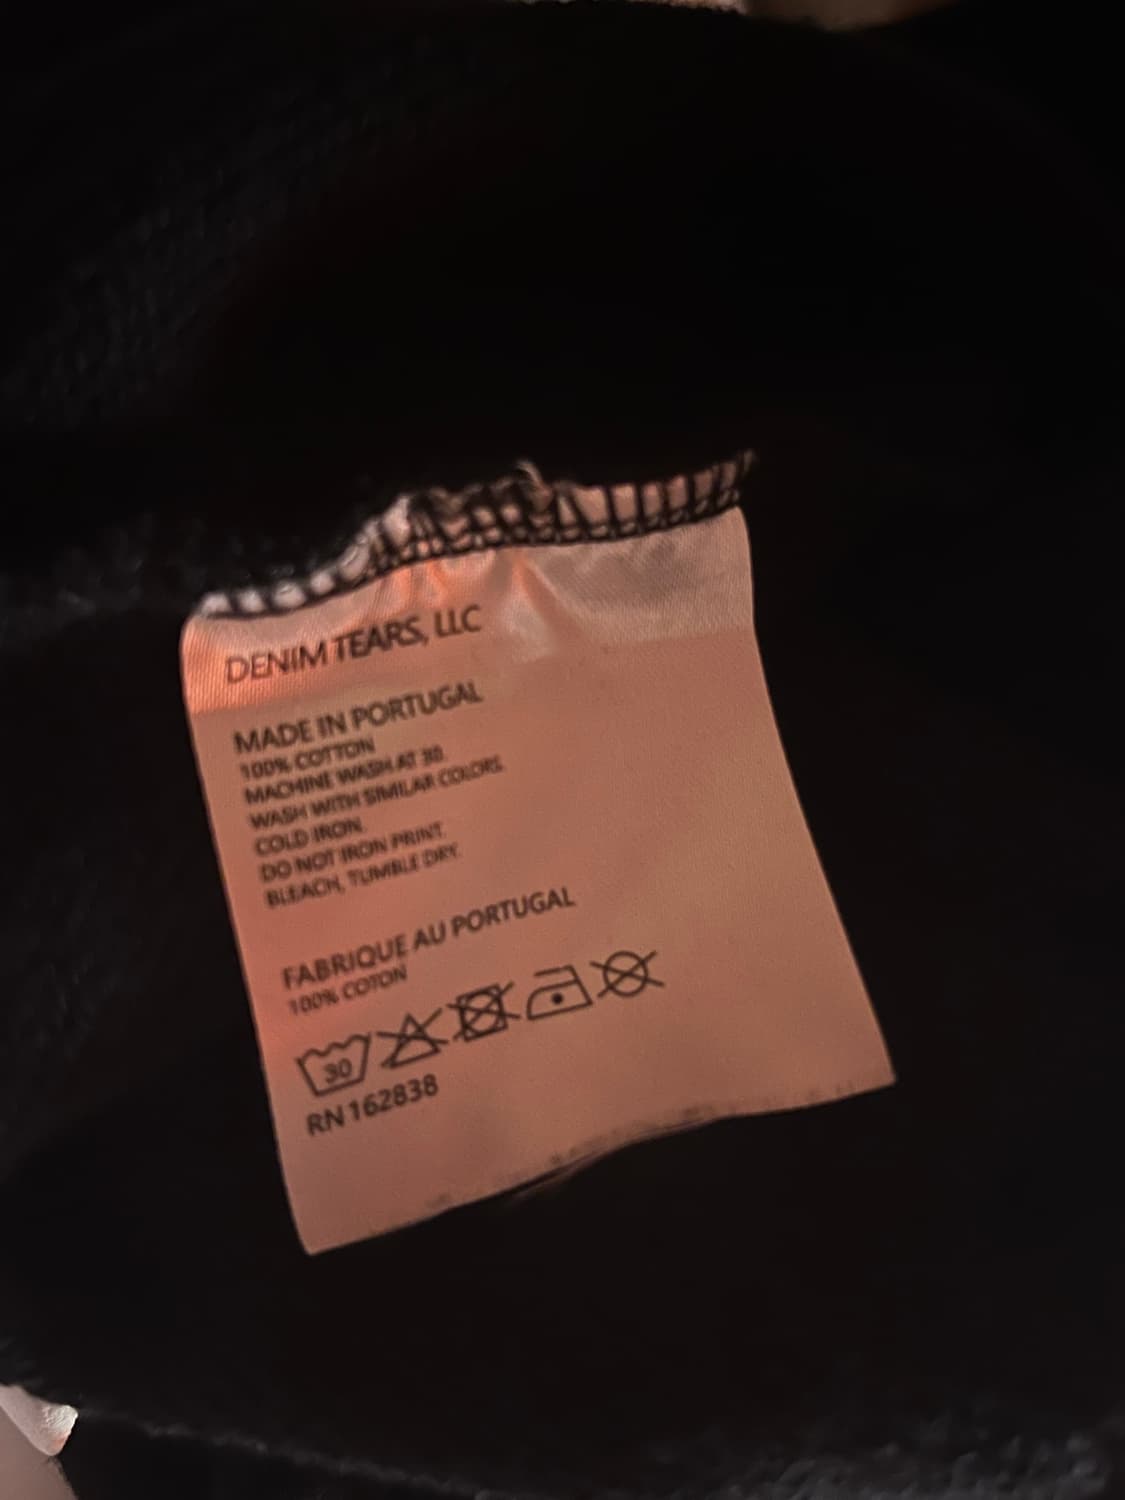 DENIM TEARS, LLC
MADE IN PORTUGAL
100% COTTON
MACHINE WASH AT 30.
WASH WITH SIMILAR COLORS.
COLD IRON.
DO NOT IRON PRINT.
BLEACH, TUMBLE DRY.
FABRIQUE AU PORTUGAL
100% COTON
30
RN 162838